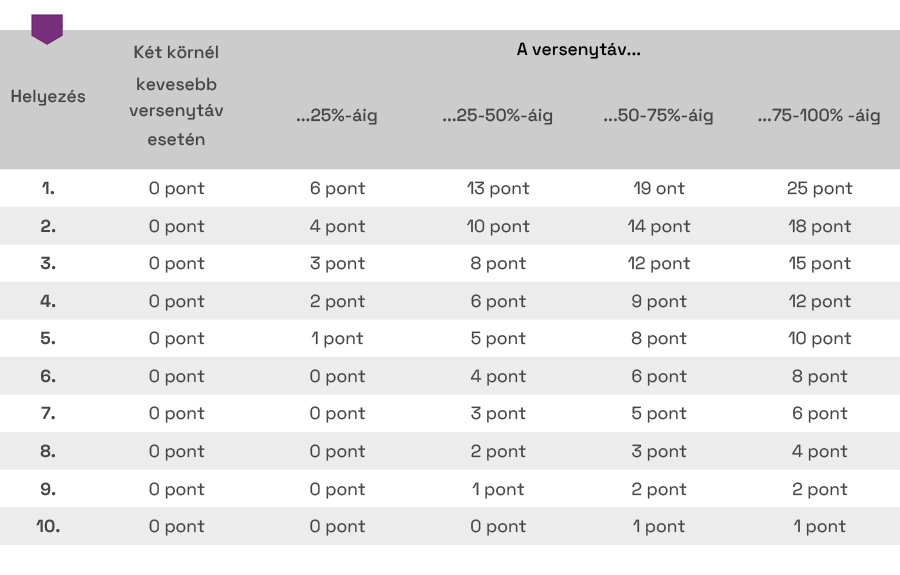 Két körnél
A versenytáv...
kevesebb
Helyezés
versenytáv
...25%-áig ...25-50%-áig ...50-75%-áig ...75-100% -áig
esetén
1. 0 pont 6 pont 13 pont 19 ont 25 pont
2. 0 pont 4 pont 10 pont 14 pont 18 pont
3. 0 pont 3 pont 8 pont 12 pont 15 pont
4. 0 pont 2 pont 6 pont 9 pont 12 pont
5. 0 pont 1 pont 5 pont 8 pont 10 pont
6. 0 pont 0 pont 4 pont 6 pont 8 pont
7. 0 pont 0 pont 3 pont 5 pont 6 pont
8. 0 pont 0 pont 2 pont 3 pont 4 pont
9. 0 pont 0 pont 1 pont 2 pont 2 pont
10. 0 pont 0 pont 0 pont 1 pont 1 pont